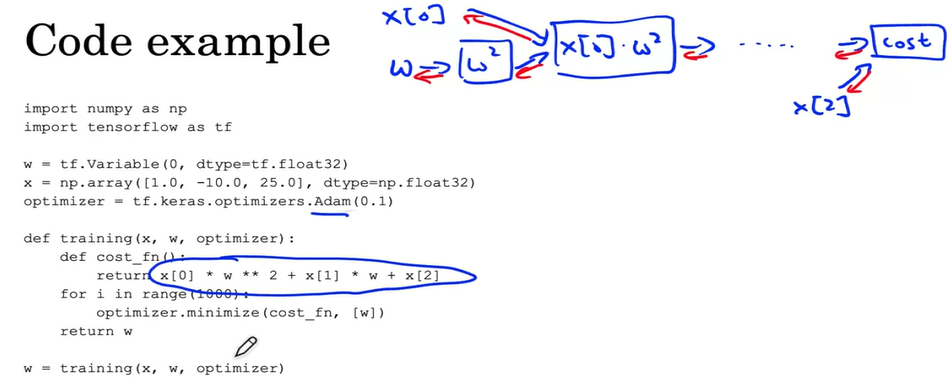 Code example
x[0]
w
w²
x[0]·w²
.....
cost
x[2]
import numpy as np
import tensorflow as tf
w = tf.Variable(0, dtype=tf.float32)
x = np.array([1.0, -10.0, 25.0], dtype=np.float32)
optimizer = tf.keras.optimizers.Adam(0.1)
def training(x, w, optimizer):
    def cost_fn():
        return x[0] * w ** 2 + x[1] * w + x[2]
    for i in range(1000):
        optimizer.minimize(cost_fn, [w])
    return w
w = training(x, w, optimizer)